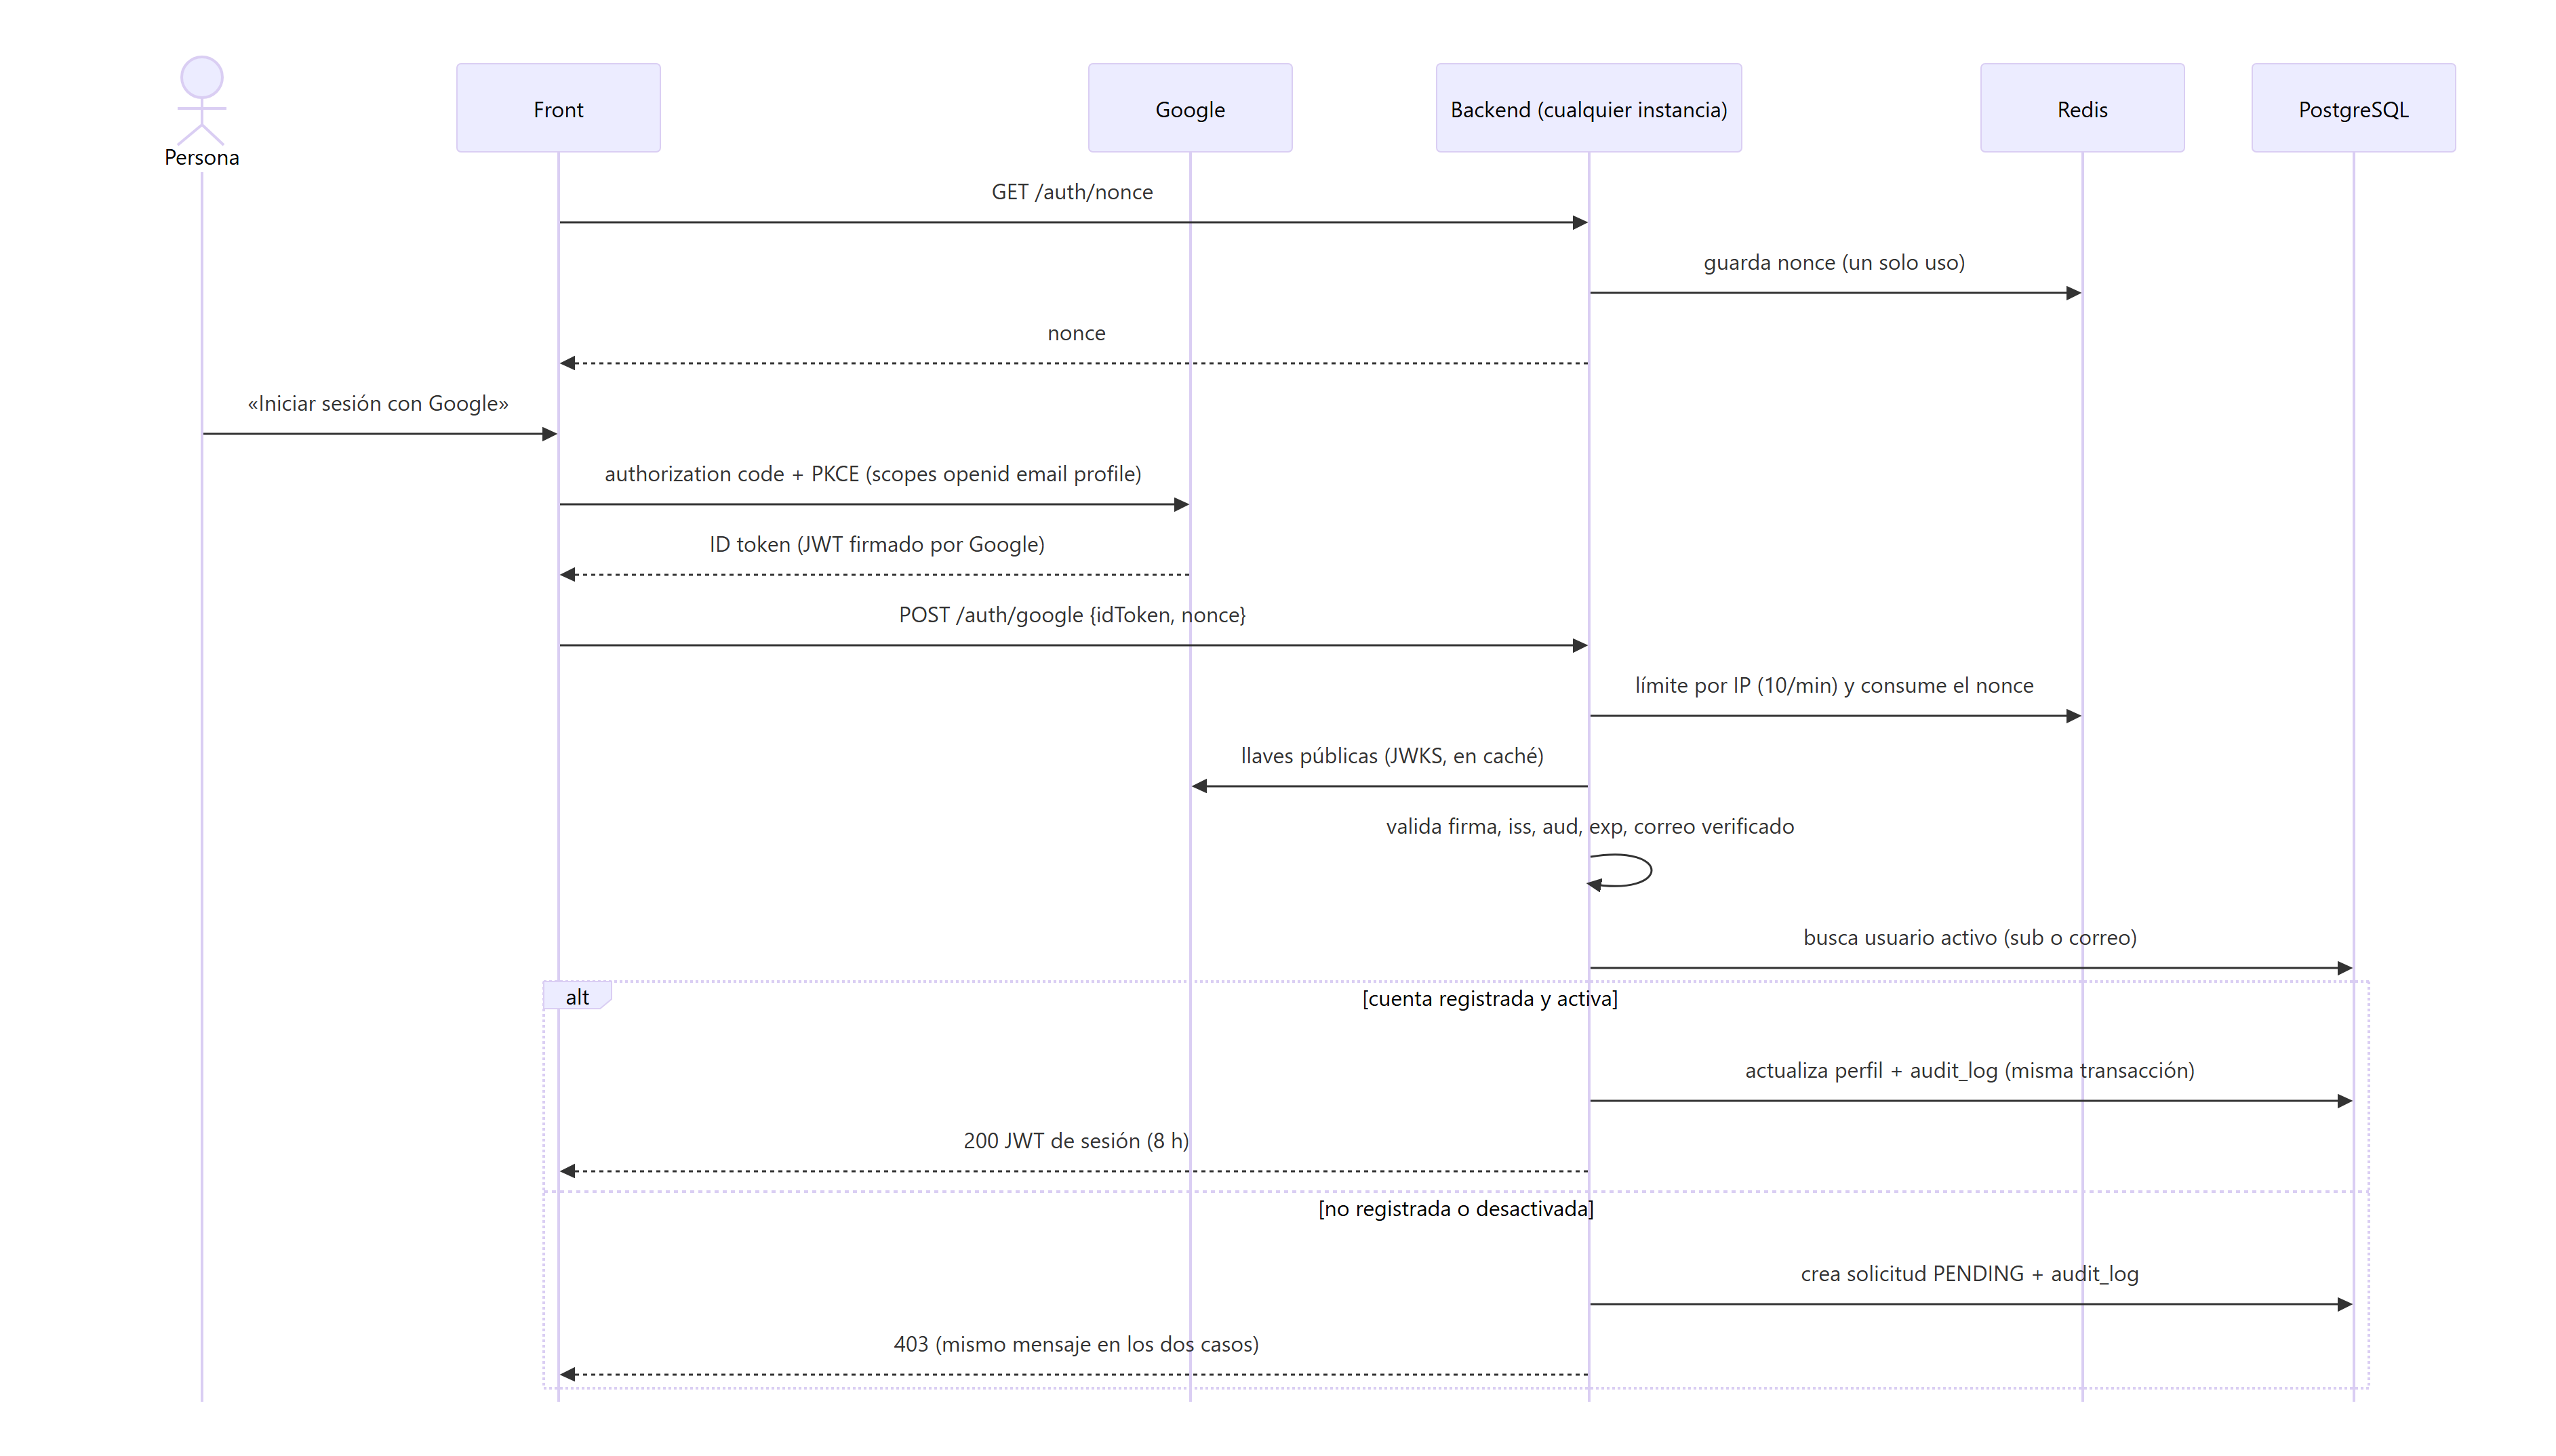 Persona
Front
Google
Backend (cualquier instancia)
Redis
PostgreSQL
GET /auth/nonce
guarda nonce (un solo uso)
nonce
«Iniciar sesión con Google»
authorization code + PKCE (scopes openid email profile)
ID token (JWT firmado por Google)
POST /auth/google {idToken, nonce}
límite por IP (10/min) y consume el nonce
llaves públicas (JWKS, en caché)
valida firma, iss, aud, exp, correo verificado
busca usuario activo (sub o correo)
alt
[cuenta registrada y activa]
actualiza perfil + audit_log (misma transacción)
200 JWT de sesión (8 h)
[no registrada o desactivada]
crea solicitud PENDING + audit_log
403 (mismo mensaje en los dos casos)